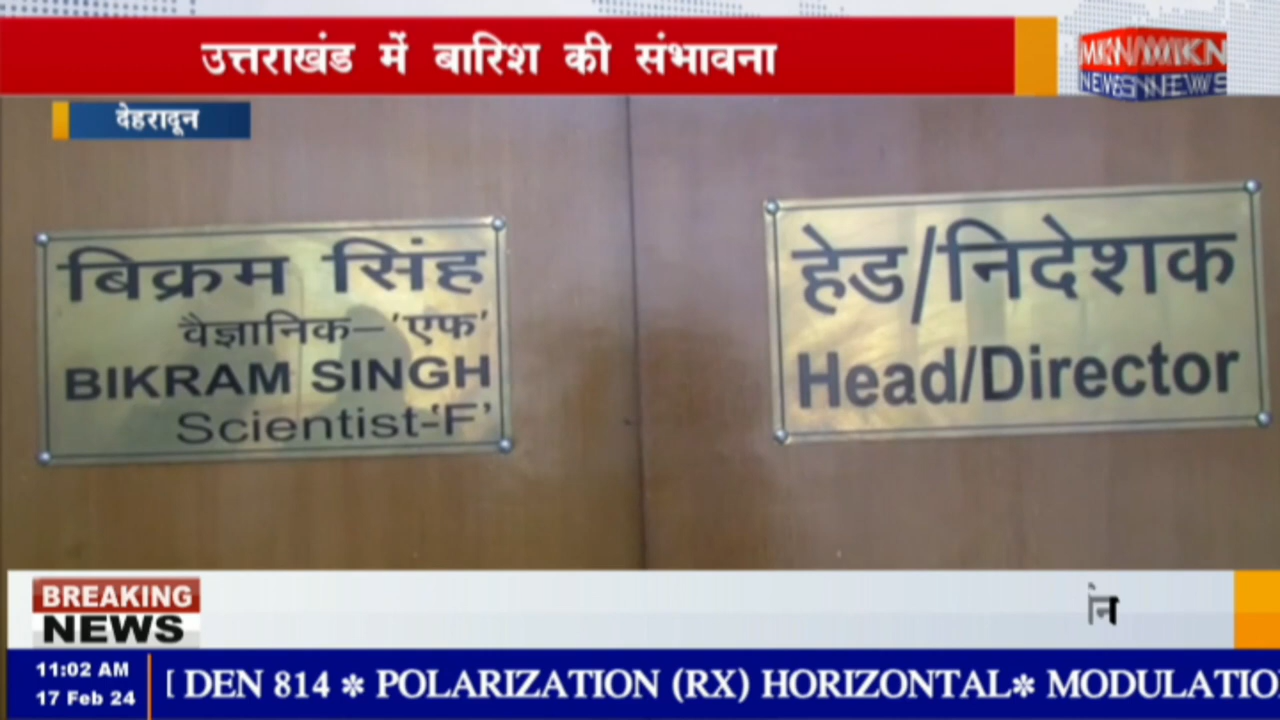 उत्तराखंड में बारिश की संभावना
देहरादून
बिक्रम सिंह
वैज्ञानिक–'एफ'
BIKRAM SINGH
Scientist-'F'
हेड/निदेशक
Head/Director
BREAKING
NEWS
11:02 AM
17 Feb 24
DEN 814 * POLARIZATION (RX) HORIZONTAL* MODULATIO